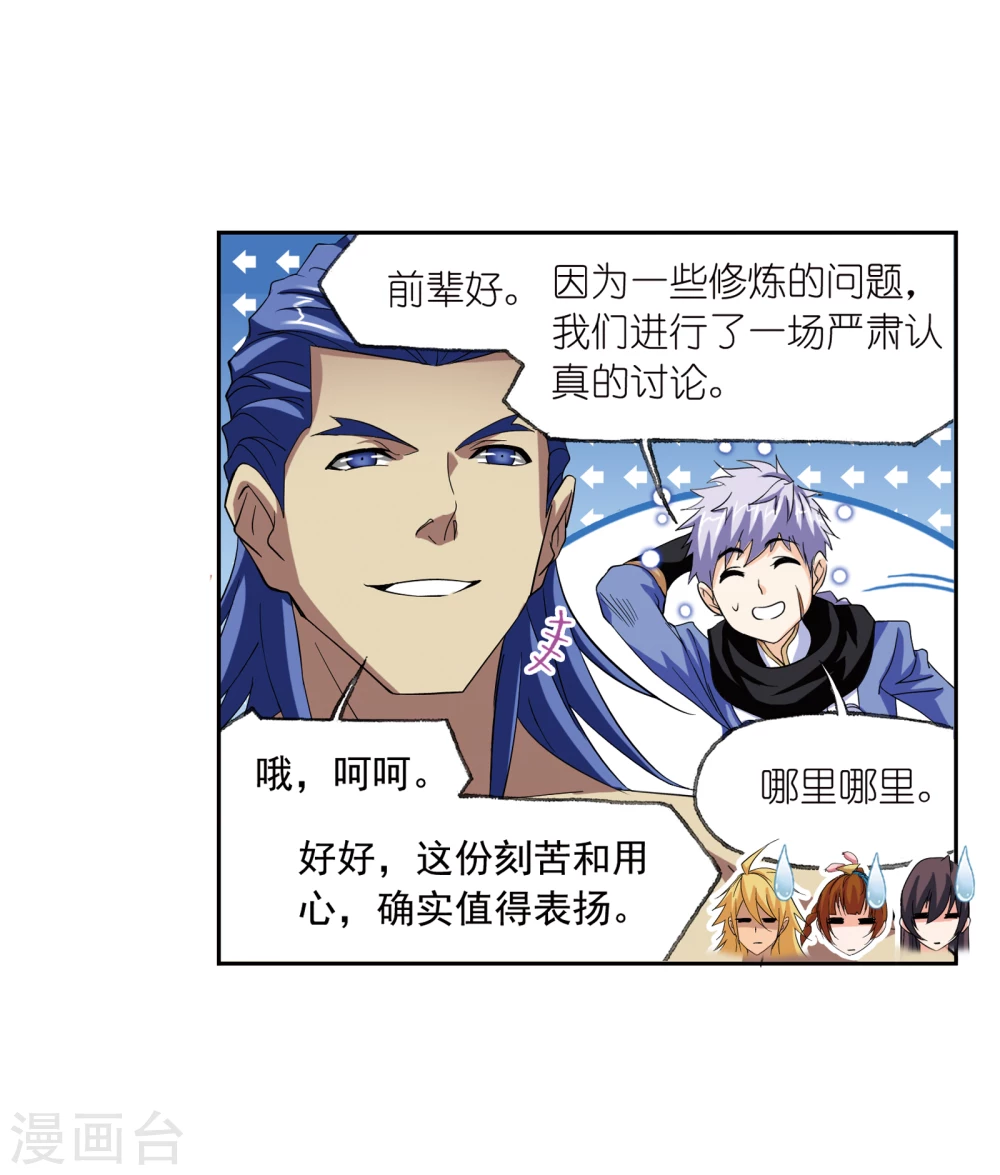 前辈好。
因为一些修炼的问题，
我们进行了一场严肃认
真的讨论。
哦，呵呵。
好好，这份刻苦和用
心，确实值得表扬。
哪里哪里。
漫画台